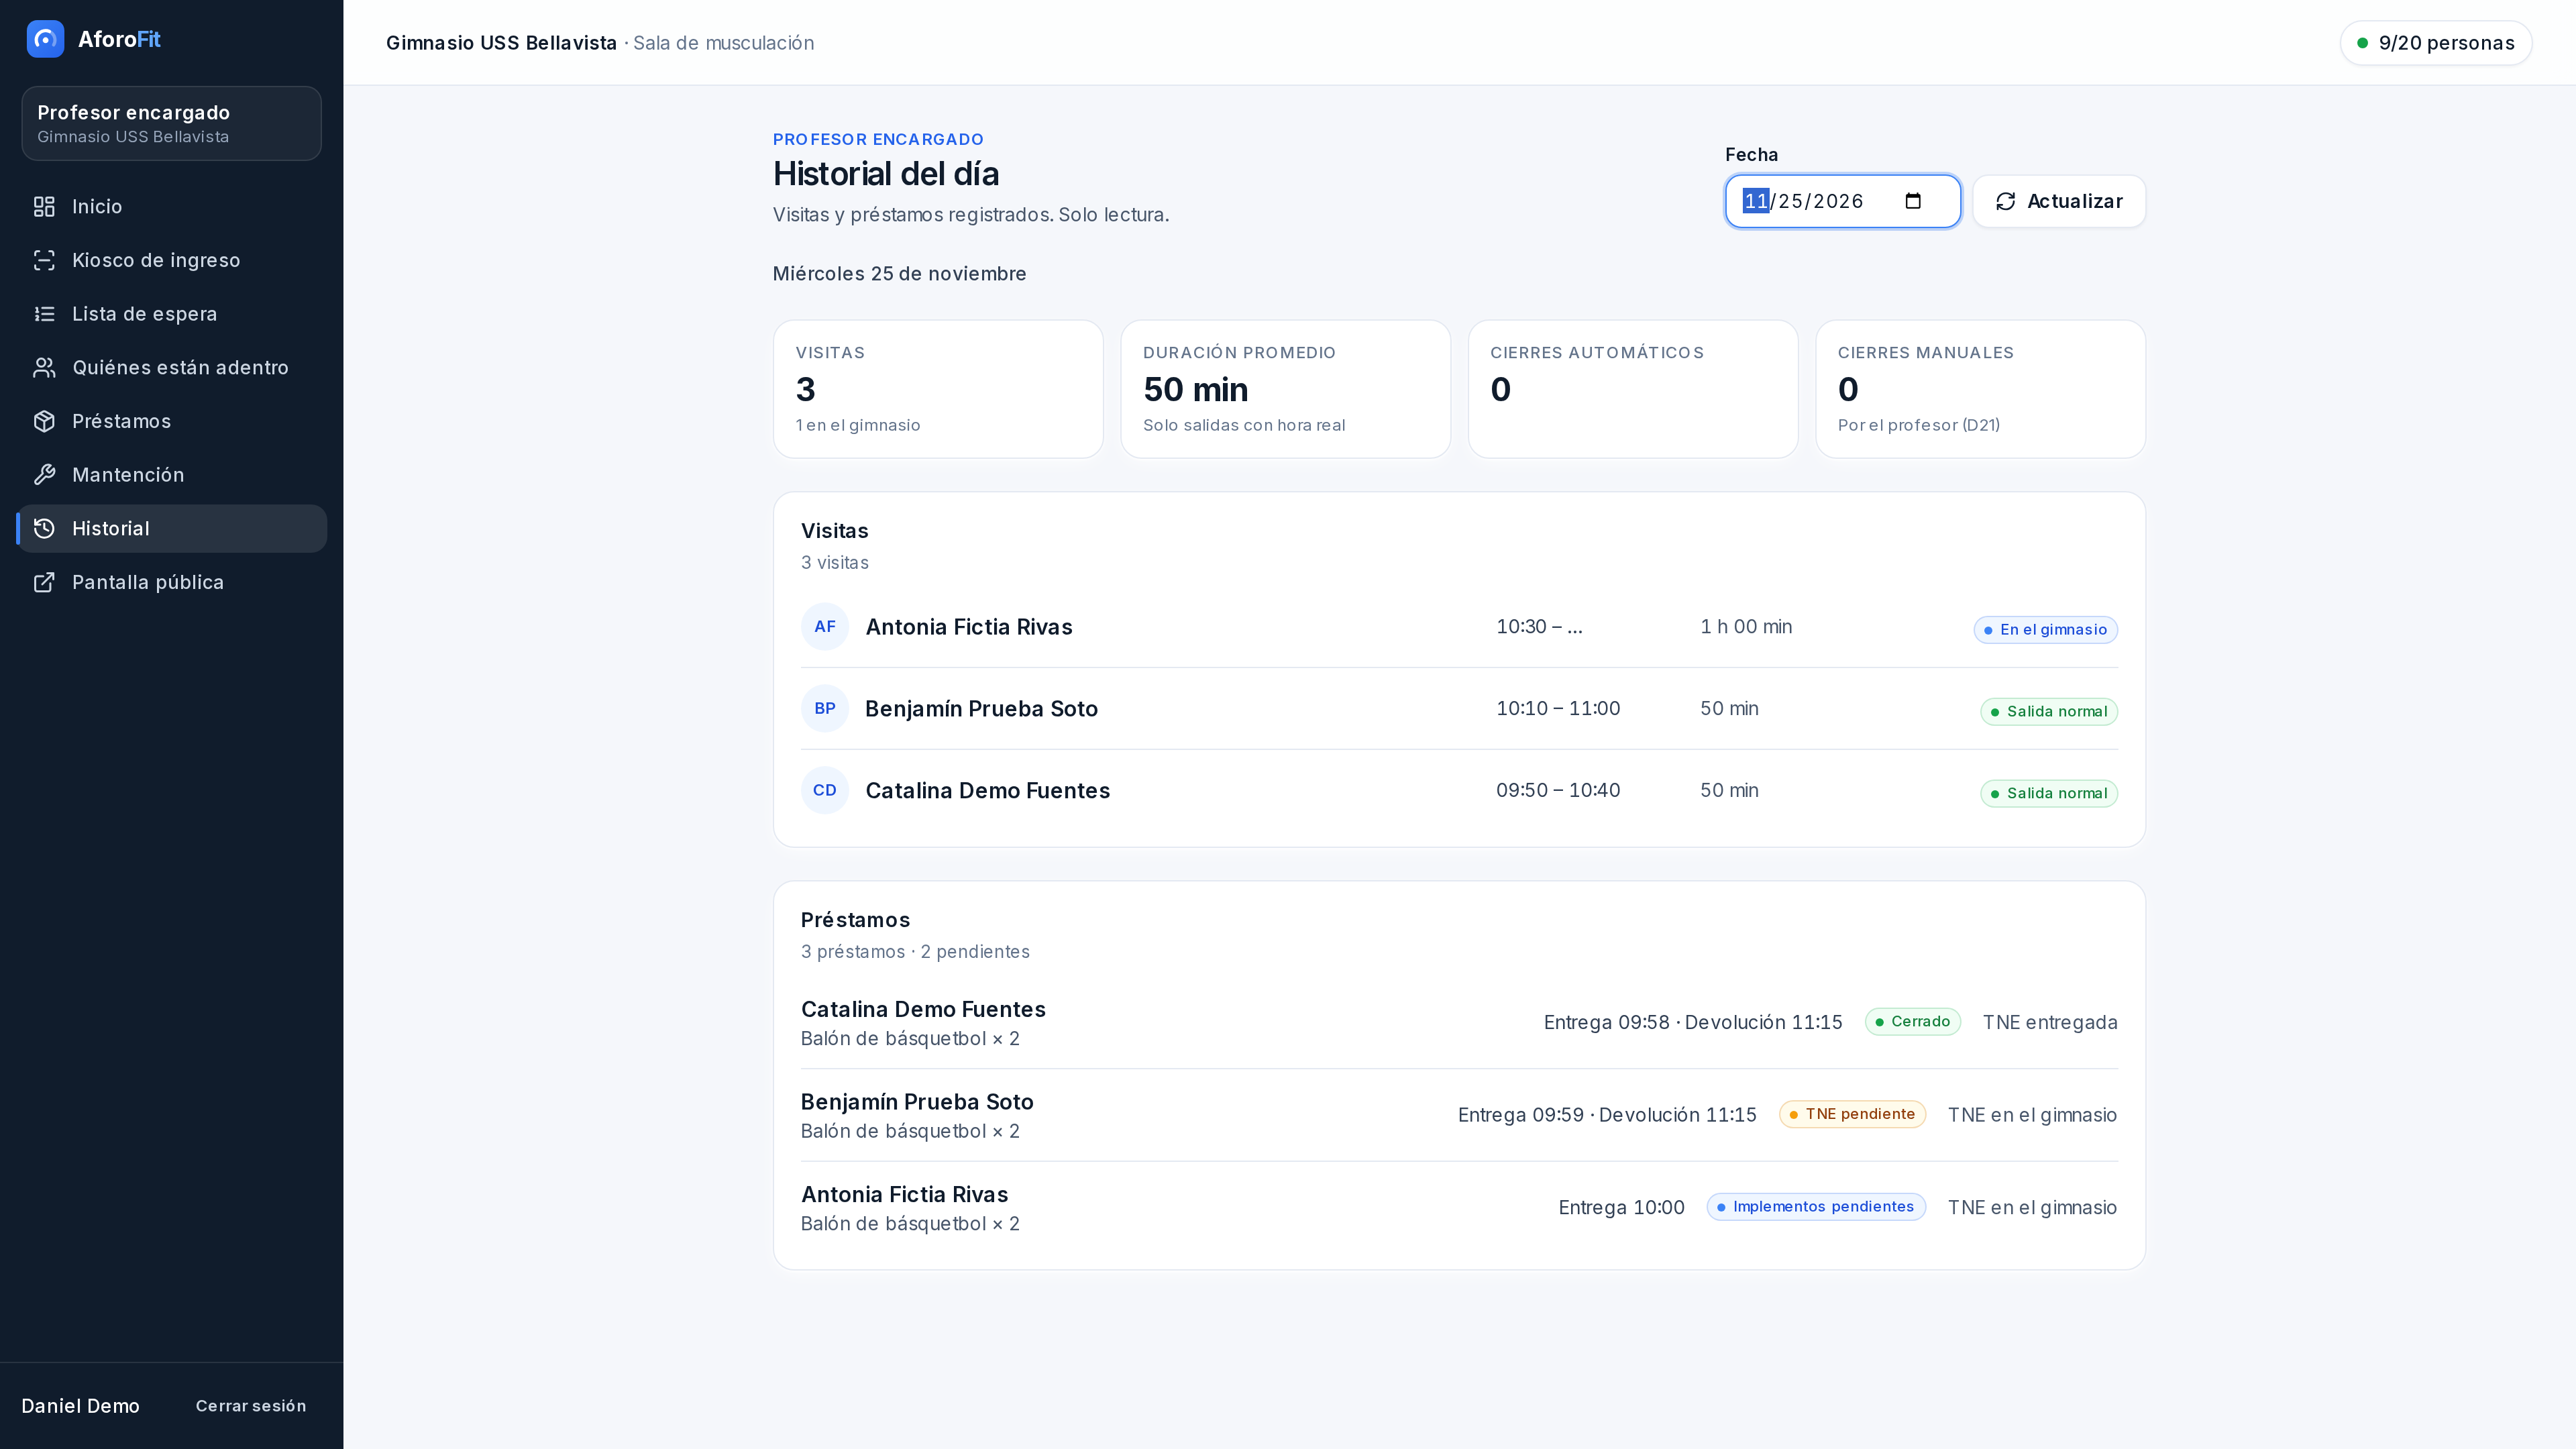 AforoFit
Profesor encargado
Gimnasio USS Bellavista
Inicio
Kiosco de ingreso
Lista de espera
Quiénes están adentro
Préstamos
Mantención
Historial
Pantalla pública
Daniel Demo
Cerrar sesión
Gimnasio USS Bellavista · Sala de musculación
9/20 personas
PROFESOR ENCARGADO
Historial del día
Visitas y préstamos registrados. Solo lectura.
Fecha
11/25/2026
Actualizar
Miércoles 25 de noviembre
VISITAS
3
1 en el gimnasio
DURACIÓN PROMEDIO
50 min
Solo salidas con hora real
CIERRES AUTOMÁTICOS
0
CIERRES MANUALES
0
Por el profesor (D21)
Visitas
3 visitas
AF Antonia Fictia Rivas 10:30 – ... 1 h 00 min En el gimnasio
BP Benjamín Prueba Soto 10:10 – 11:00 50 min Salida normal
CD Catalina Demo Fuentes 09:50 – 10:40 50 min Salida normal
Préstamos
3 préstamos · 2 pendientes
Catalina Demo Fuentes
Balón de básquetbol × 2
Entrega 09:58 · Devolución 11:15 Cerrado TNE entregada
Benjamín Prueba Soto
Balón de básquetbol × 2
Entrega 09:59 · Devolución 11:15 TNE pendiente TNE en el gimnasio
Antonia Fictia Rivas
Balón de básquetbol × 2
Entrega 10:00 Implementos pendientes TNE en el gimnasio